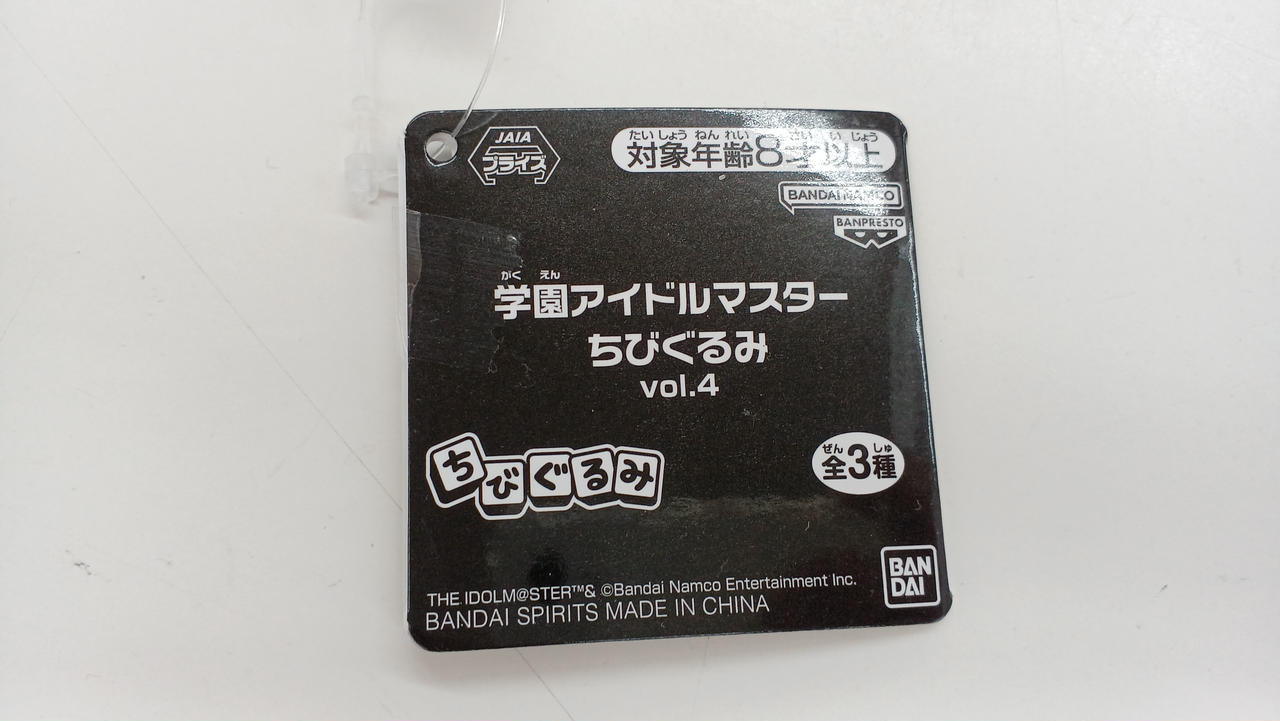 JAIA
プライズ
たいしょうねんれい さいいじょう
対象年齢8才以上
BANDAI NAMCO
BANPRESTO
がくえん
学園アイドルマスター
ちびぐるみ
vol.4
ちびぐるみ
ぜん しゅ
全3種
THE IDOLM@STER™& ©Bandai Namco Entertainment Inc.
BANDAI SPIRITS MADE IN CHINA
BAN
DAI